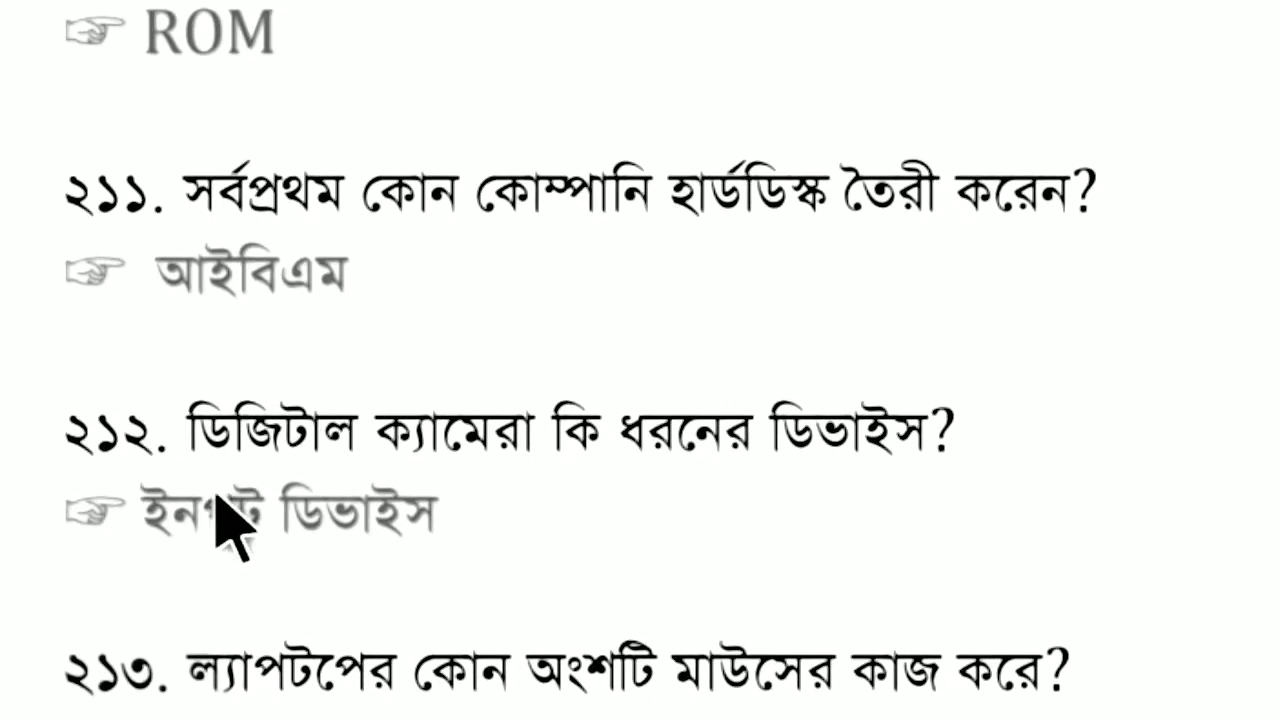 ☞ ROM
২১১. সর্বপ্রথম কোন কোম্পানি হার্ডডিস্ক তৈরী করেন?
☞ আইবিএম
২১২. ডিজিটাল ক্যামেরা কি ধরনের ডিভাইস?
☞ ইনপুট ডিভাইস
২১৩. ল্যাপটপের কোন অংশটি মাউসের কাজ করে?